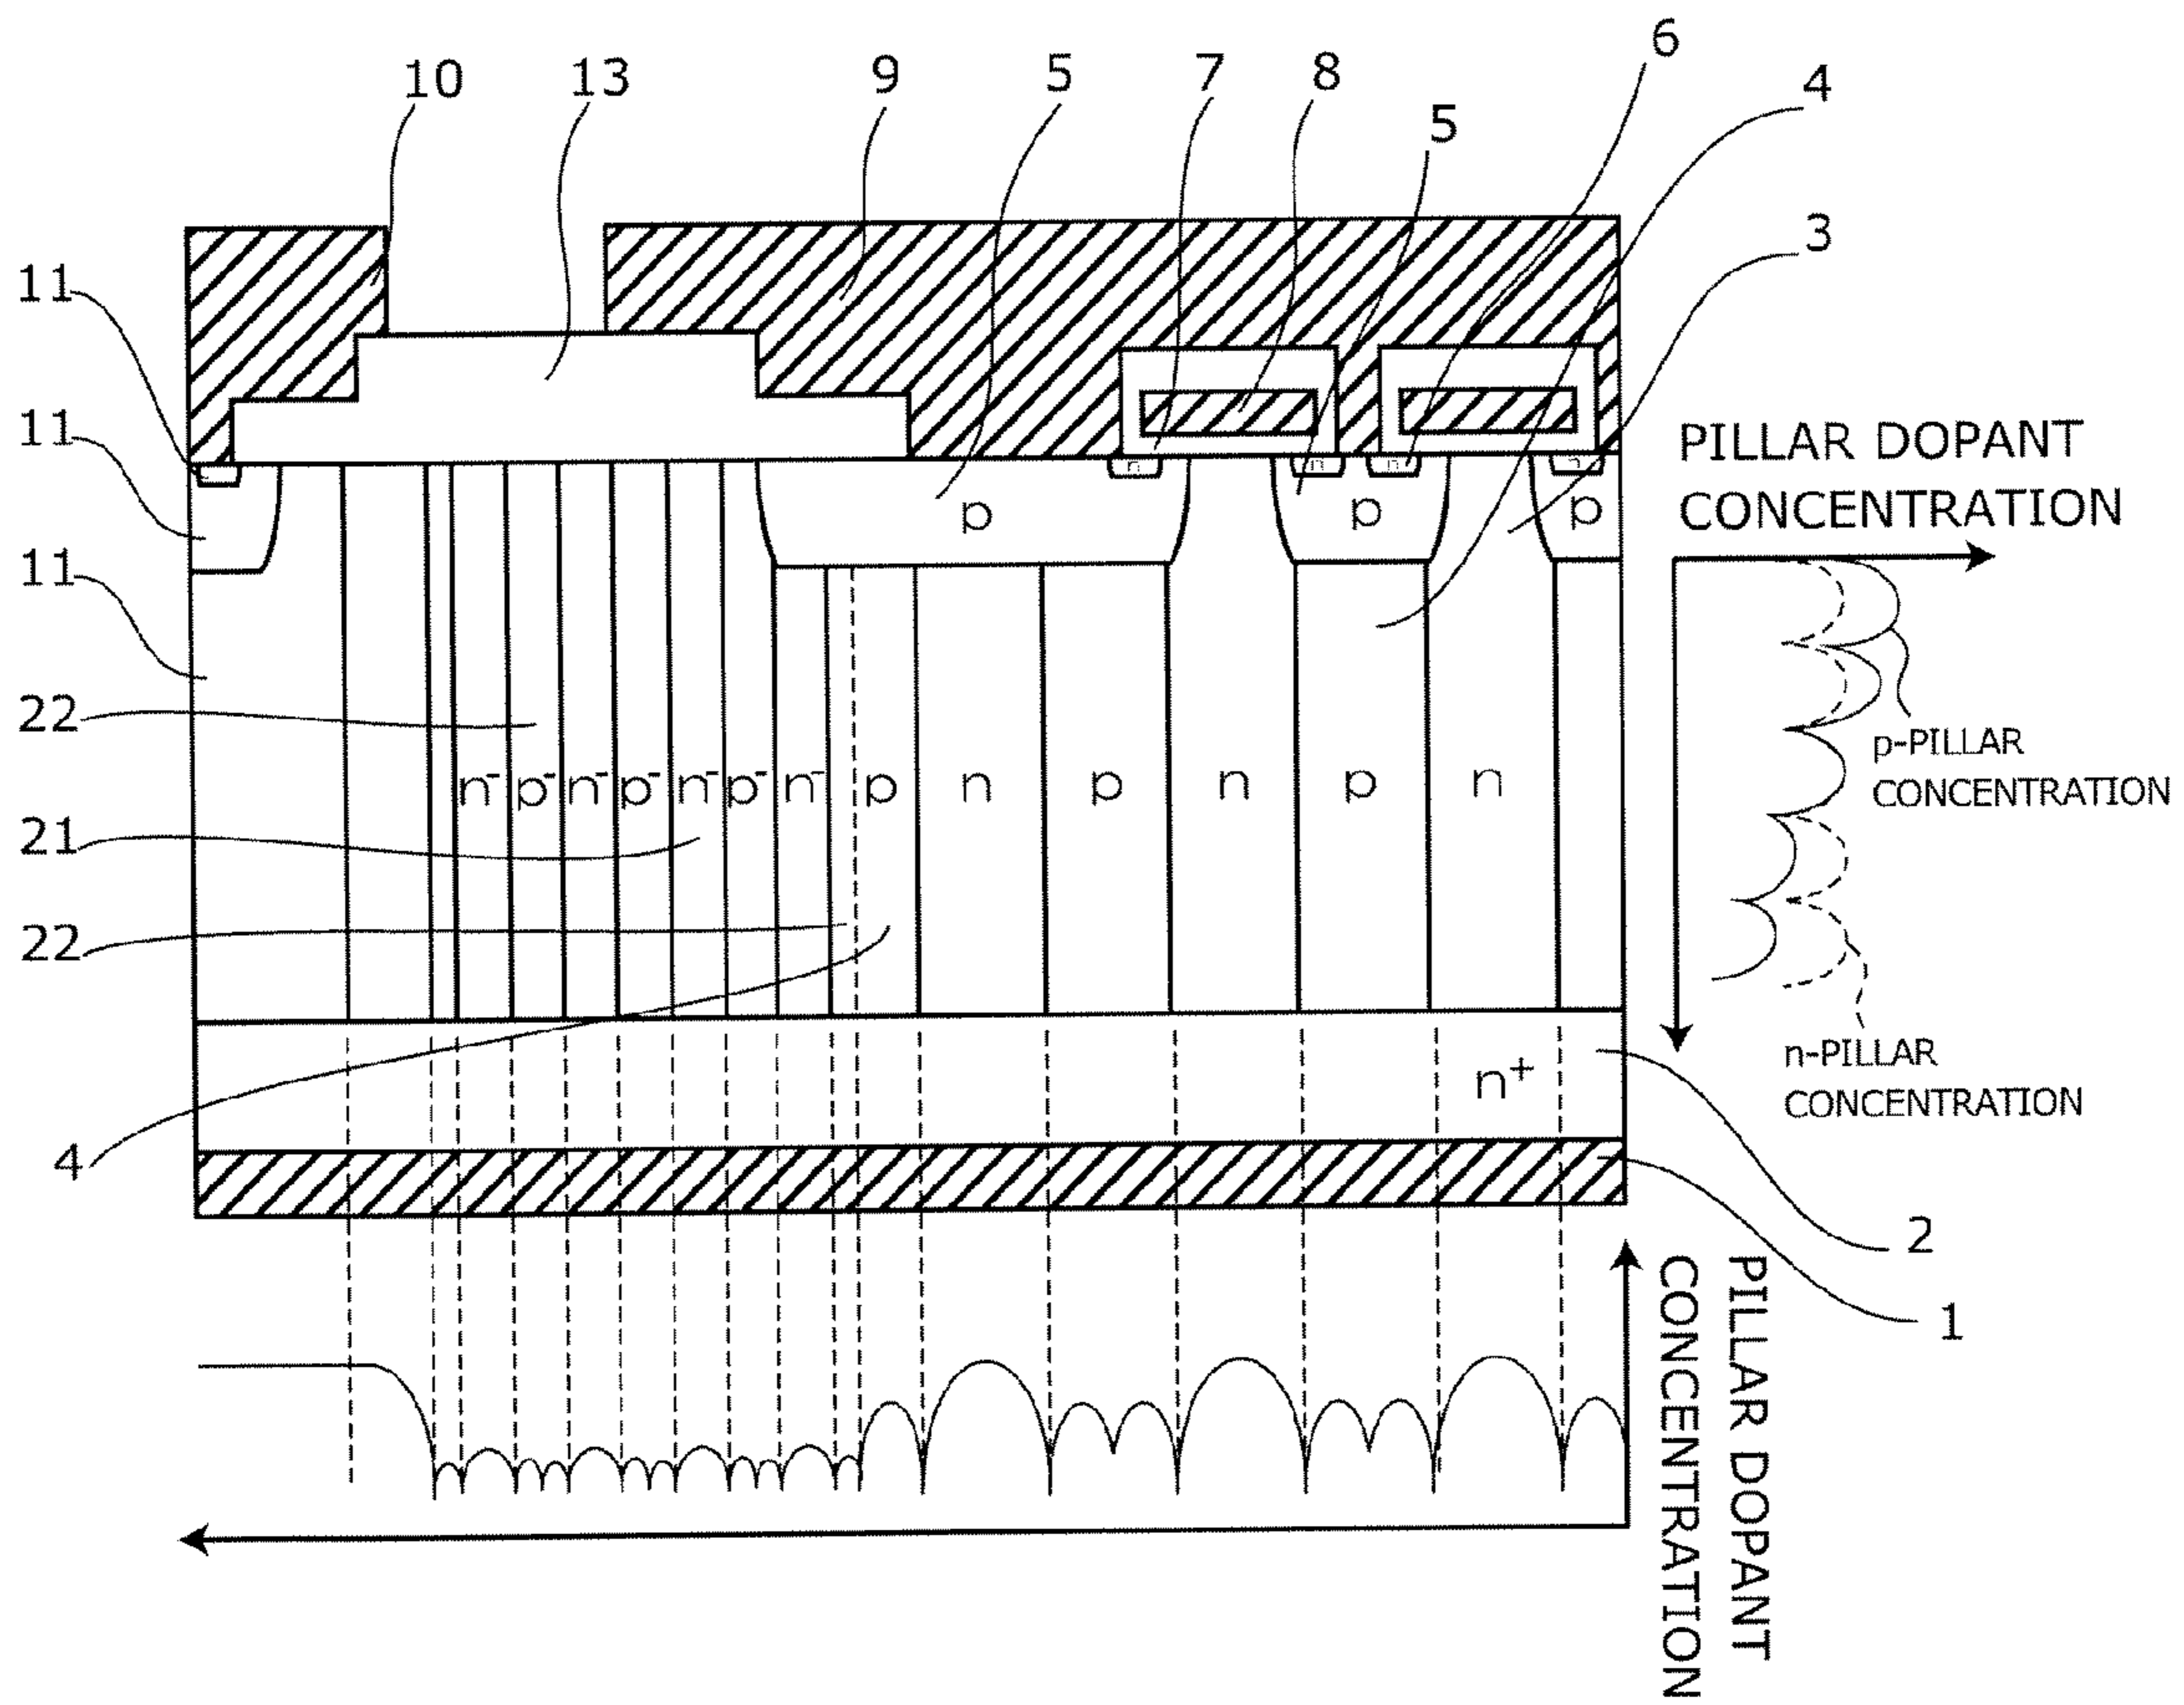 10
13
9
5
7
8
5
6
4
11
3
11
PILLAR DOPANT
CONCENTRATION
n
n
n
n
p
p
p
11
22
p-PILLAR
CONCENTRATION
n⁻
p⁻
n⁻
p⁻
n⁻
p⁻
n⁻
p
n
p
n
p
n
21
22
n⁺
n-PILLAR
CONCENTRATION
4
2
1
PILLAR DOPANT
CONCENTRATION